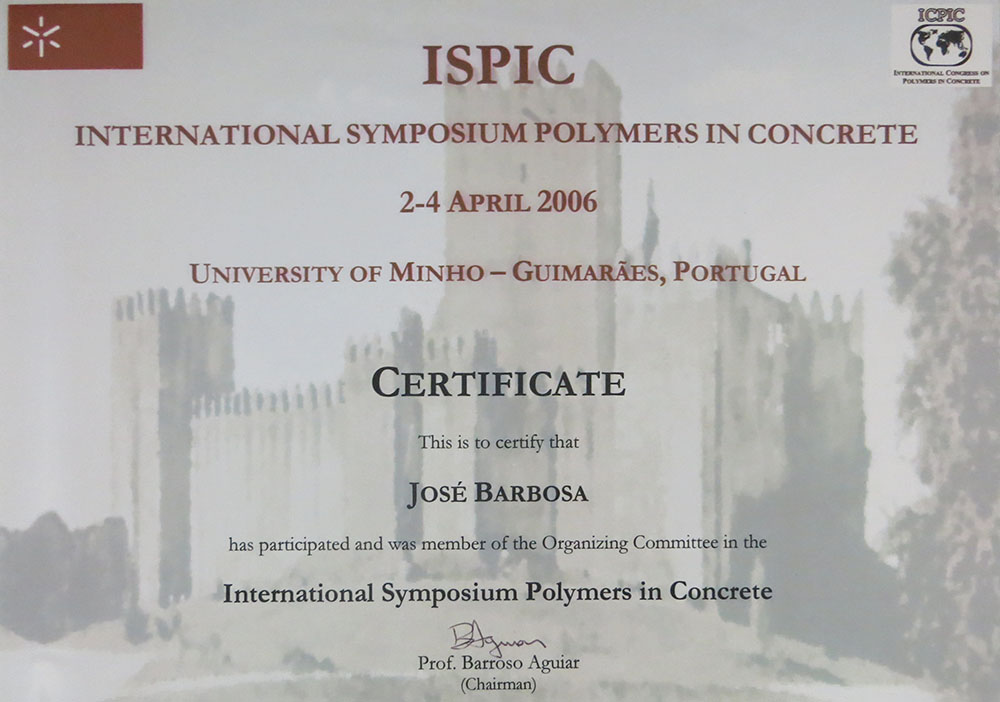 ICPIC
INTERNATIONAL CONGRESS ON
POLYMERS IN CONCRETE
ISPIC
INTERNATIONAL SYMPOSIUM POLYMERS IN CONCRETE
2-4 APRIL 2006
UNIVERSITY OF MINHO – GUIMARÃES, PORTUGAL
CERTIFICATE
This is to certify that
JOSÉ BARBOSA
has participated and was member of the Organizing Committee in the
International Symposium Polymers in Concrete
BAguiar
Prof. Barroso Aguiar
(Chairman)